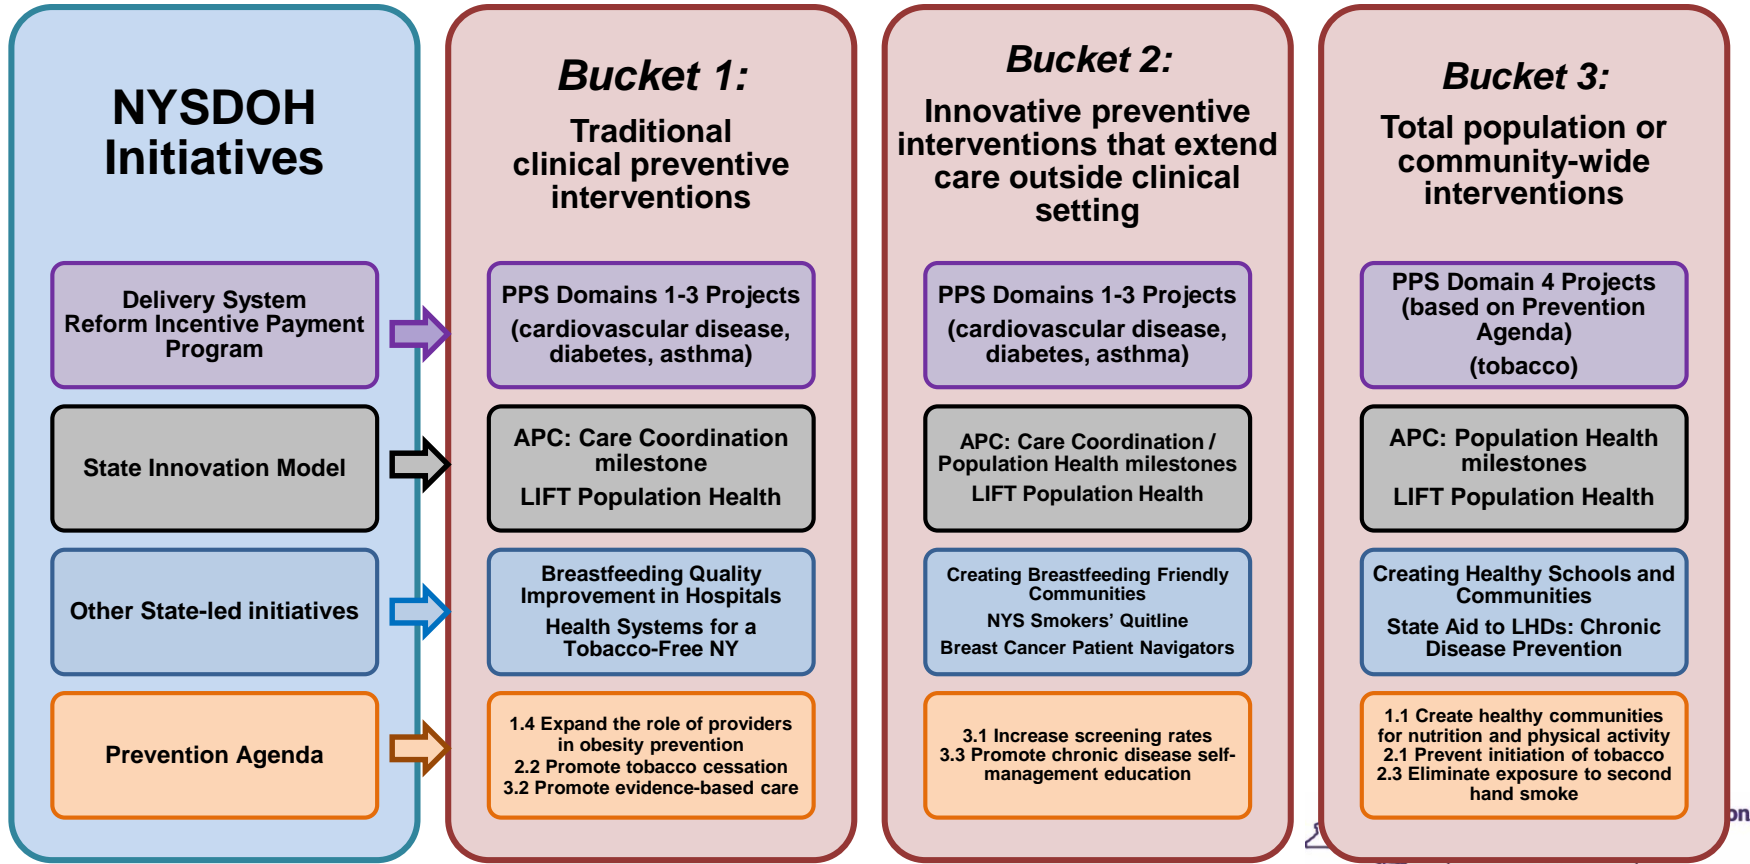 NYSDOH
Initiatives
Delivery System
Reform Incentive Payment
Program
State Innovation Model
Other State-led initiatives
Prevention Agenda
Bucket 1:
Traditional
clinical preventive
interventions
PPS Domains 1-3 Projects
(cardiovascular disease,
diabetes, asthma)
APC: Care Coordination
milestone
LIFT Population Health
Breastfeeding Quality
Improvement in Hospitals
Health Systems for a
Tobacco-Free NY
1.4 Expand the role of providers
in obesity prevention
2.2 Promote tobacco cessation
3.2 Promote evidence-based care
Bucket 2:
Innovative preventive
interventions that extend
care outside clinical
setting
PPS Domains 1-3 Projects
(cardiovascular disease,
diabetes, asthma)
APC: Care Coordination /
Population Health milestones
LIFT Population Health
Creating Breastfeeding Friendly
Communities
NYS Smokers’ Quitline
Breast Cancer Patient Navigators
3.1 Increase screening rates
3.3 Promote chronic disease self-
management education
Bucket 3:
Total population or
community-wide
interventions
PPS Domain 4 Projects
(based on Prevention
Agenda)
(tobacco)
APC: Population Health
milestones
LIFT Population Health
Creating Healthy Schools and
Communities
State Aid to LHDs: Chronic
Disease Prevention
1.1 Create healthy communities
for nutrition and physical activity
2.1 Prevent initiation of tobacco
2.3 Eliminate exposure to second
hand smoke